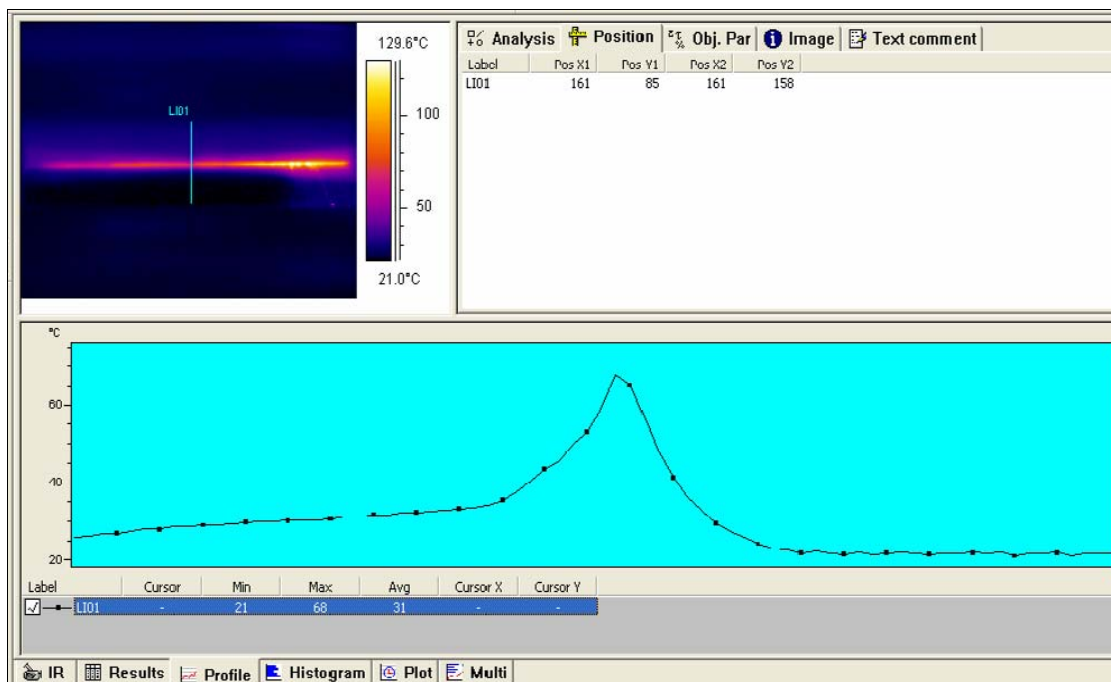 129.6°C
100
50
21.0°C
LI01
Analysis Position Obj. Par Image Text comment
Label Pos X1 Pos Y1 Pos X2 Pos Y2
LI01 161 85 161 158
°C
60
40
20
Label Cursor Min Max Avg Cursor X Cursor Y
LI01 - 21 68 31 - -
IR Results Profile Histogram Plot Multi